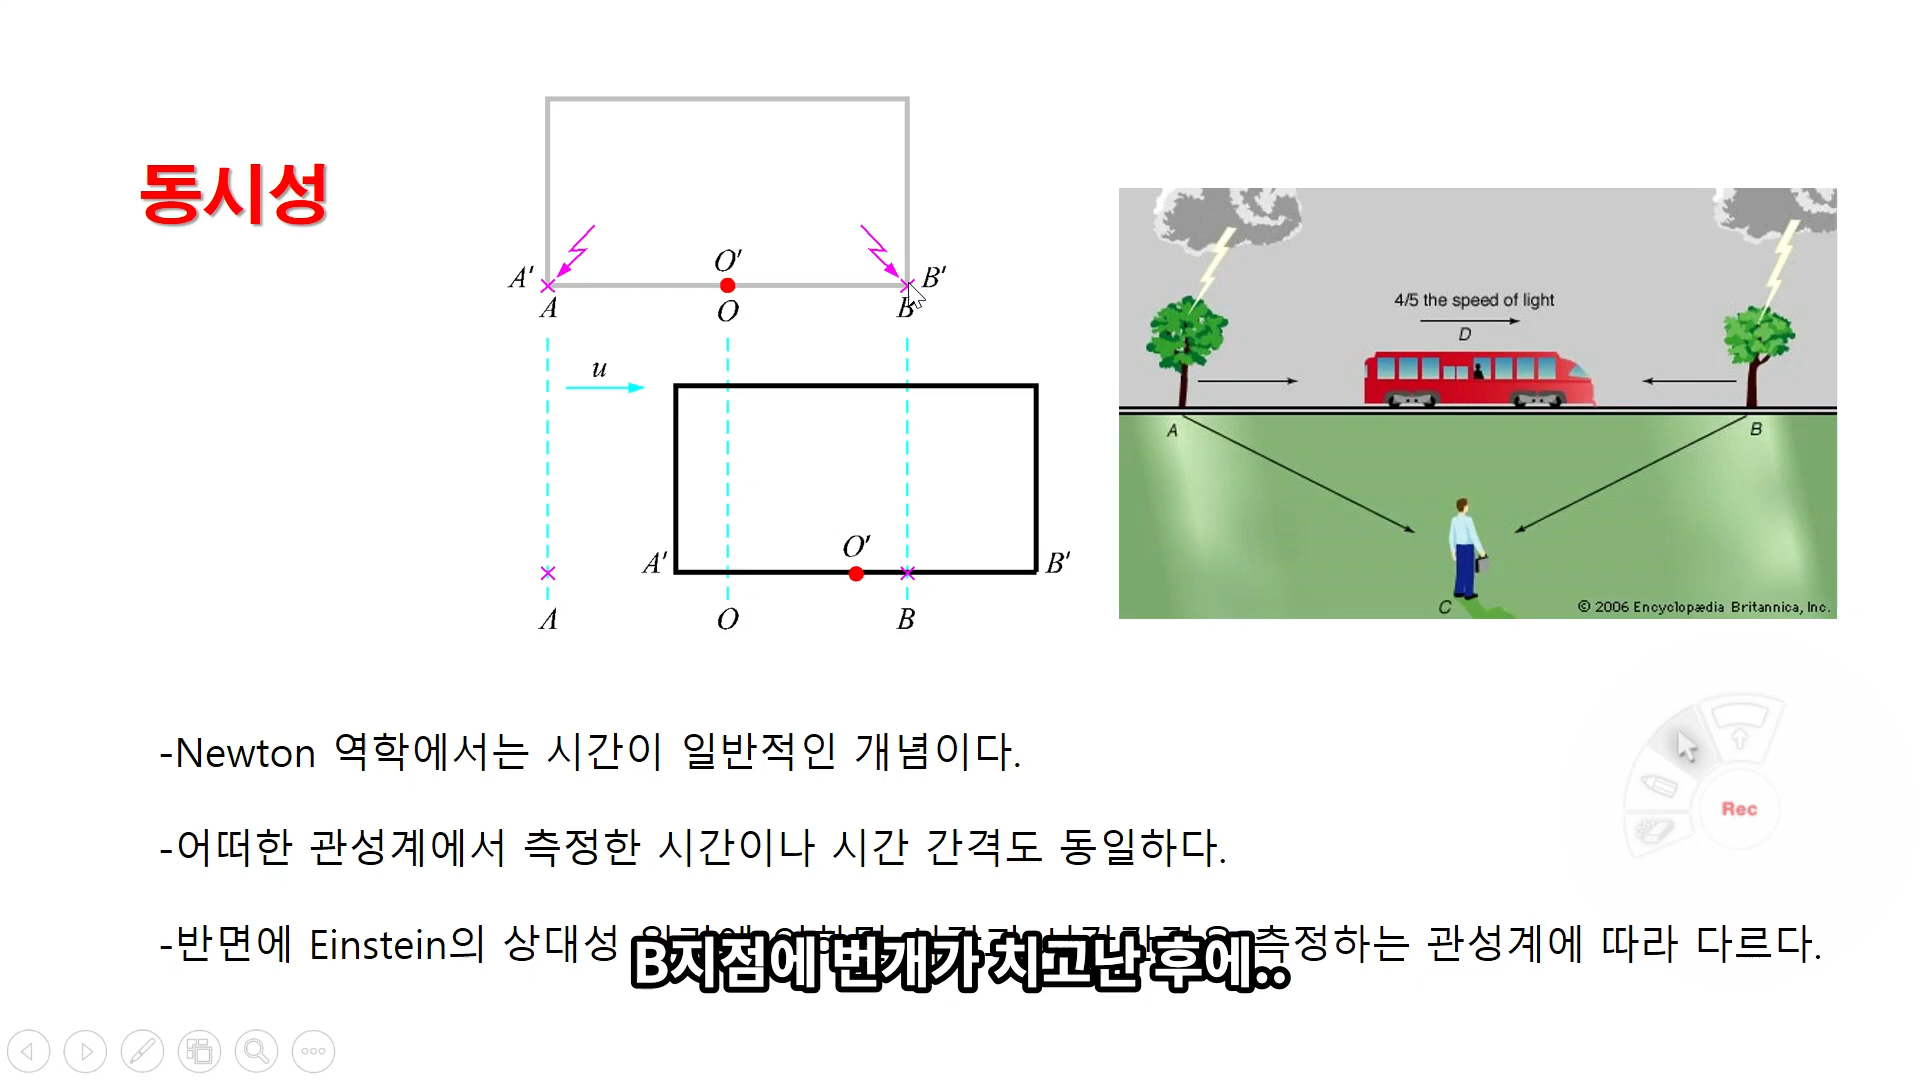 동시성
A'
O'
B'
A
O
B
u
A'
O'
B'
A
O
B
4/5 the speed of light
D
A
B
C
© 2006 Encyclopædia Britannica, Inc.
-Newton 역학에서는 시간이 일반적인 개념이다.
-어떠한 관성계에서 측정한 시간이나 시간 간격도 동일하다.
-반면에 Einstein의 상대성 측정하는 관성계에 따라 다르다.
B지점에 번개가 치고난 후에..
Rec